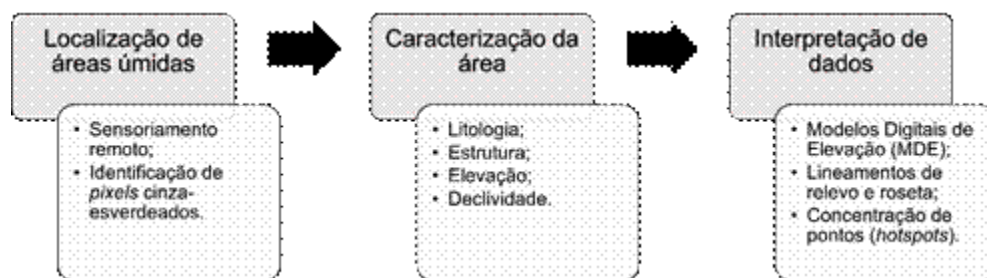 Localização de
áreas úmidas
• Sensoriamento
remoto;
• Identificação de
pixels cinza-
esverdeados.
Caracterização da
área
• Litologia;
• Estrutura;
• Elevação;
• Declividade.
Interpretação de
dados
• Modelos Digitais de
Elevação (MDE);
• Lineamentos de
relevo e roseta;
• Concentração de
pontos (hotspots).